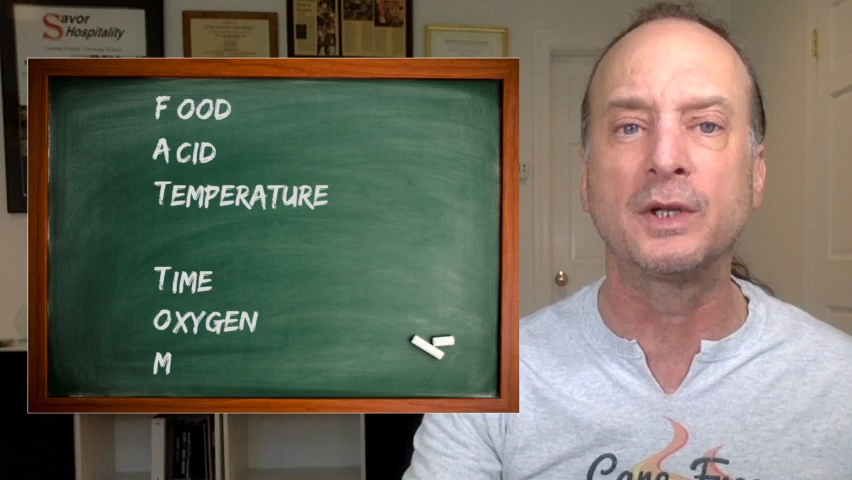 Savor
Hospitality
FOOD
ACID
TEMPERATURE
TIME
OXYGEN
M